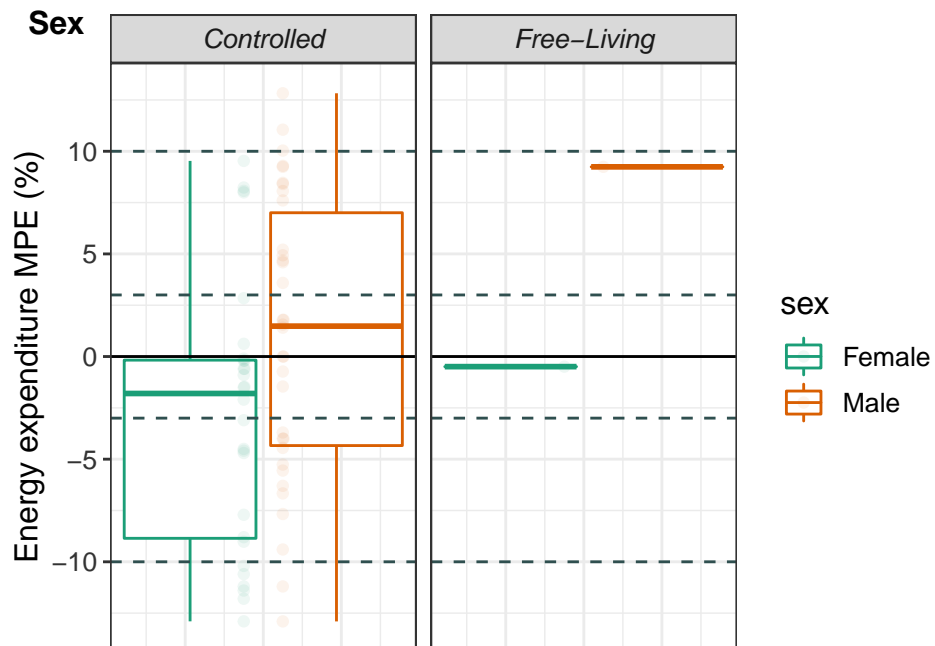 Sex
Controlled
Free−Living
Energy expenditure MPE (%)
10
5
0
−5
−10
sex
Female
Male